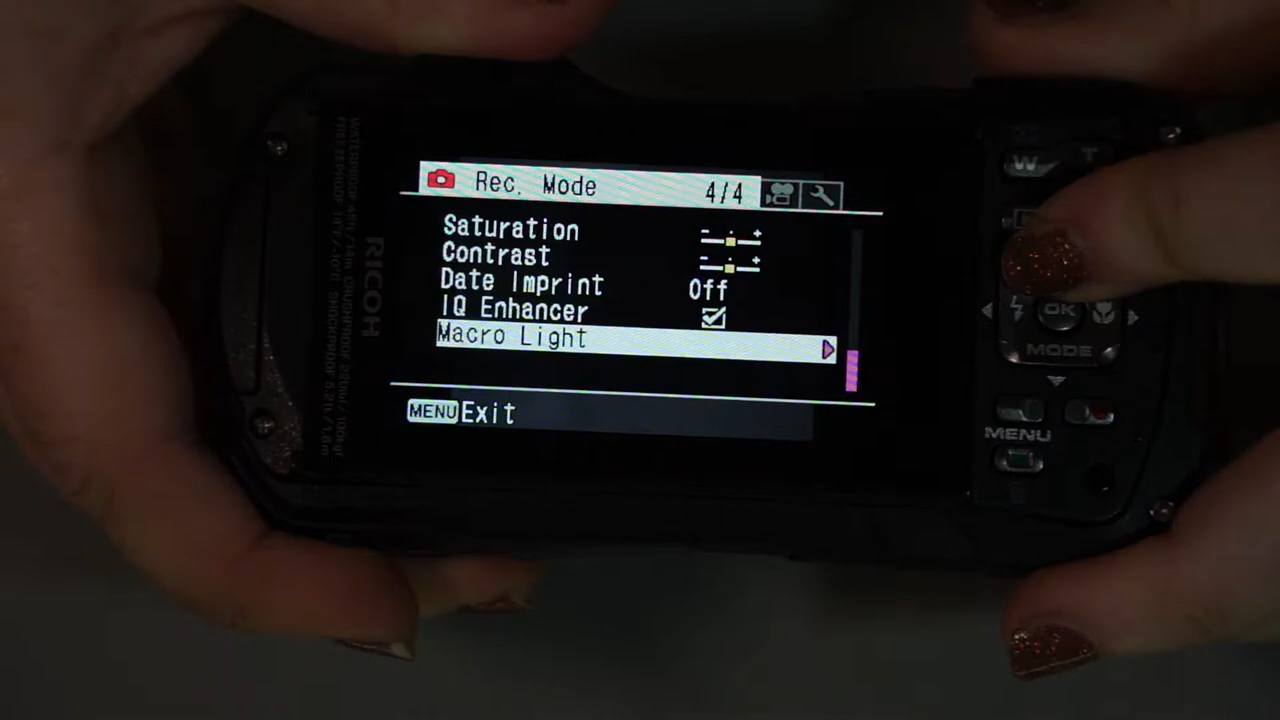 Rec. Mode 4/4
Saturation - +
Contrast - +
Date Imprint Off
IQ Enhancer
Macro Light
MENU Exit
RICOH
W T
OK
MODE
MENU